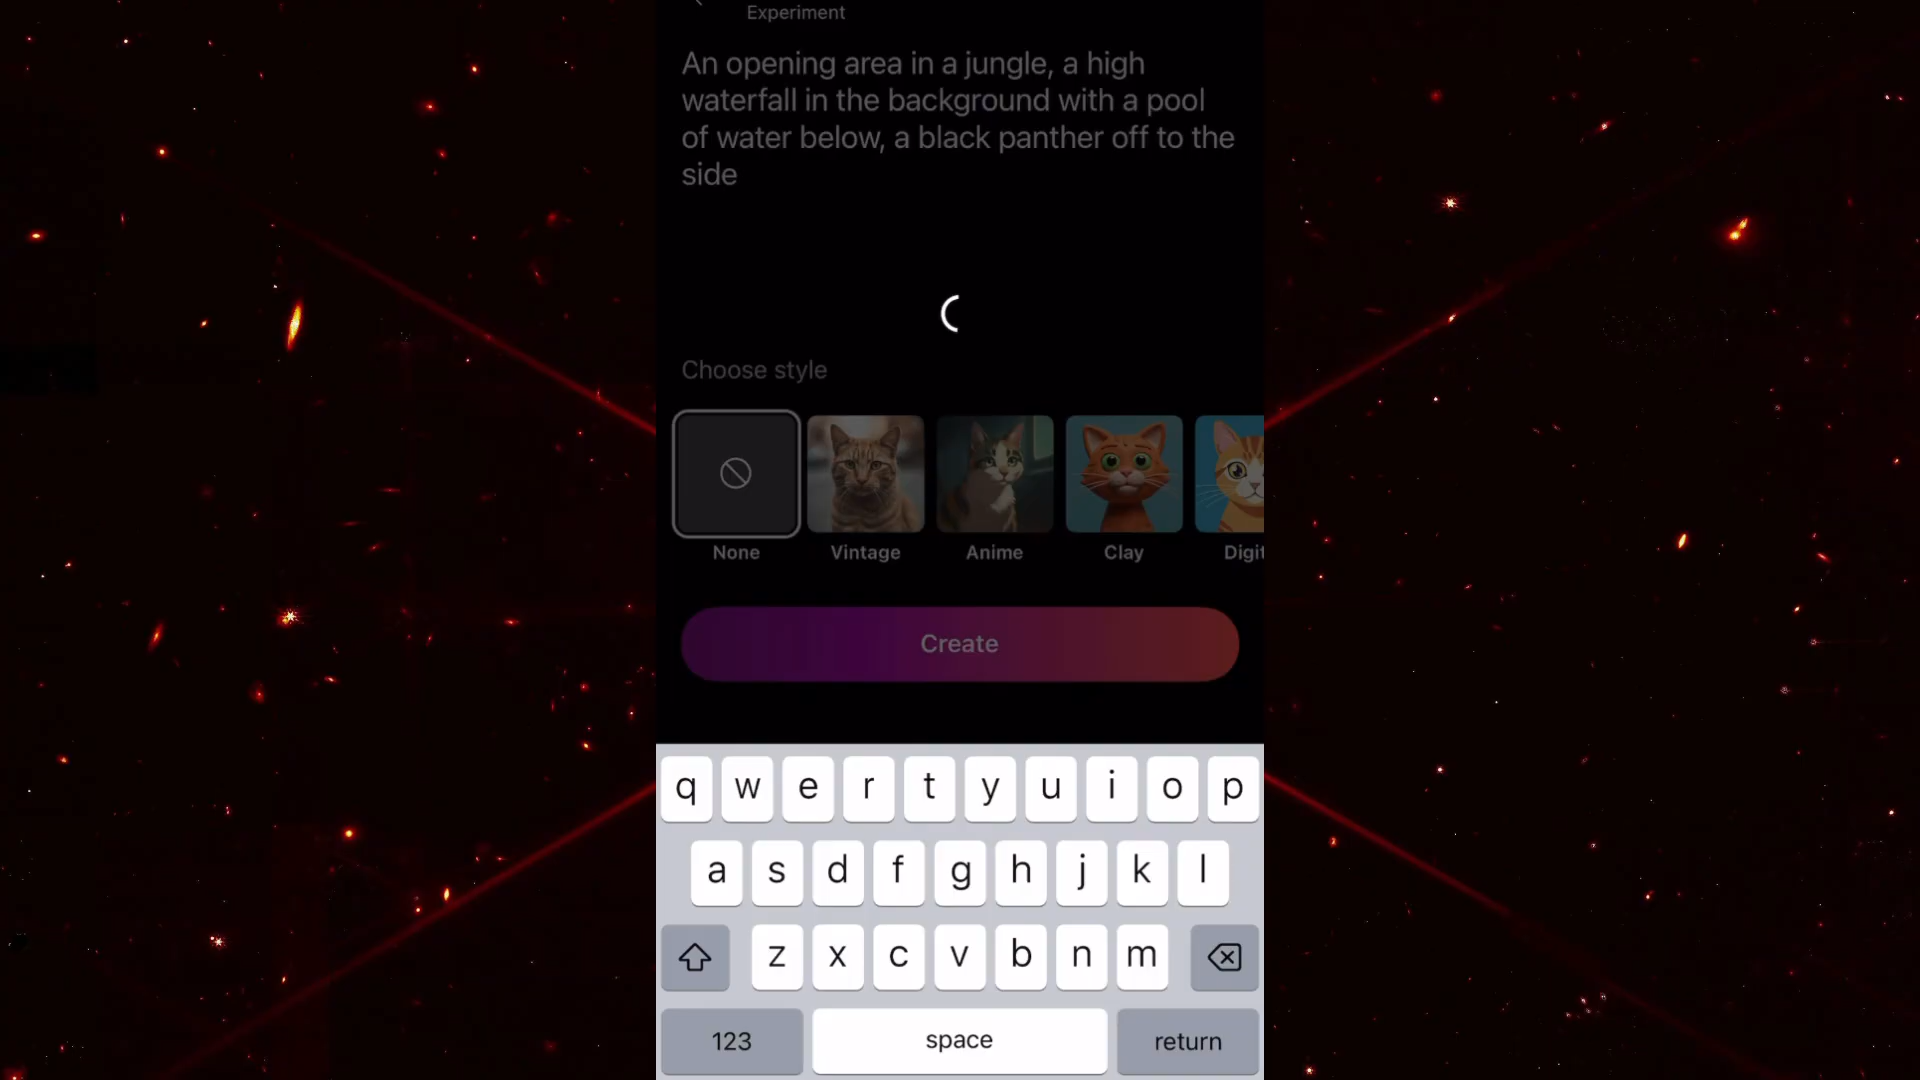 Experiment
An opening area in a jungle, a high
waterfall in the background with a pool
of water below, a black panther off to the
side
Choose style
None Vintage Anime Clay Digit
Create
q w e r t y u i o p
a s d f g h j k l
z x c v b n m
123 space return